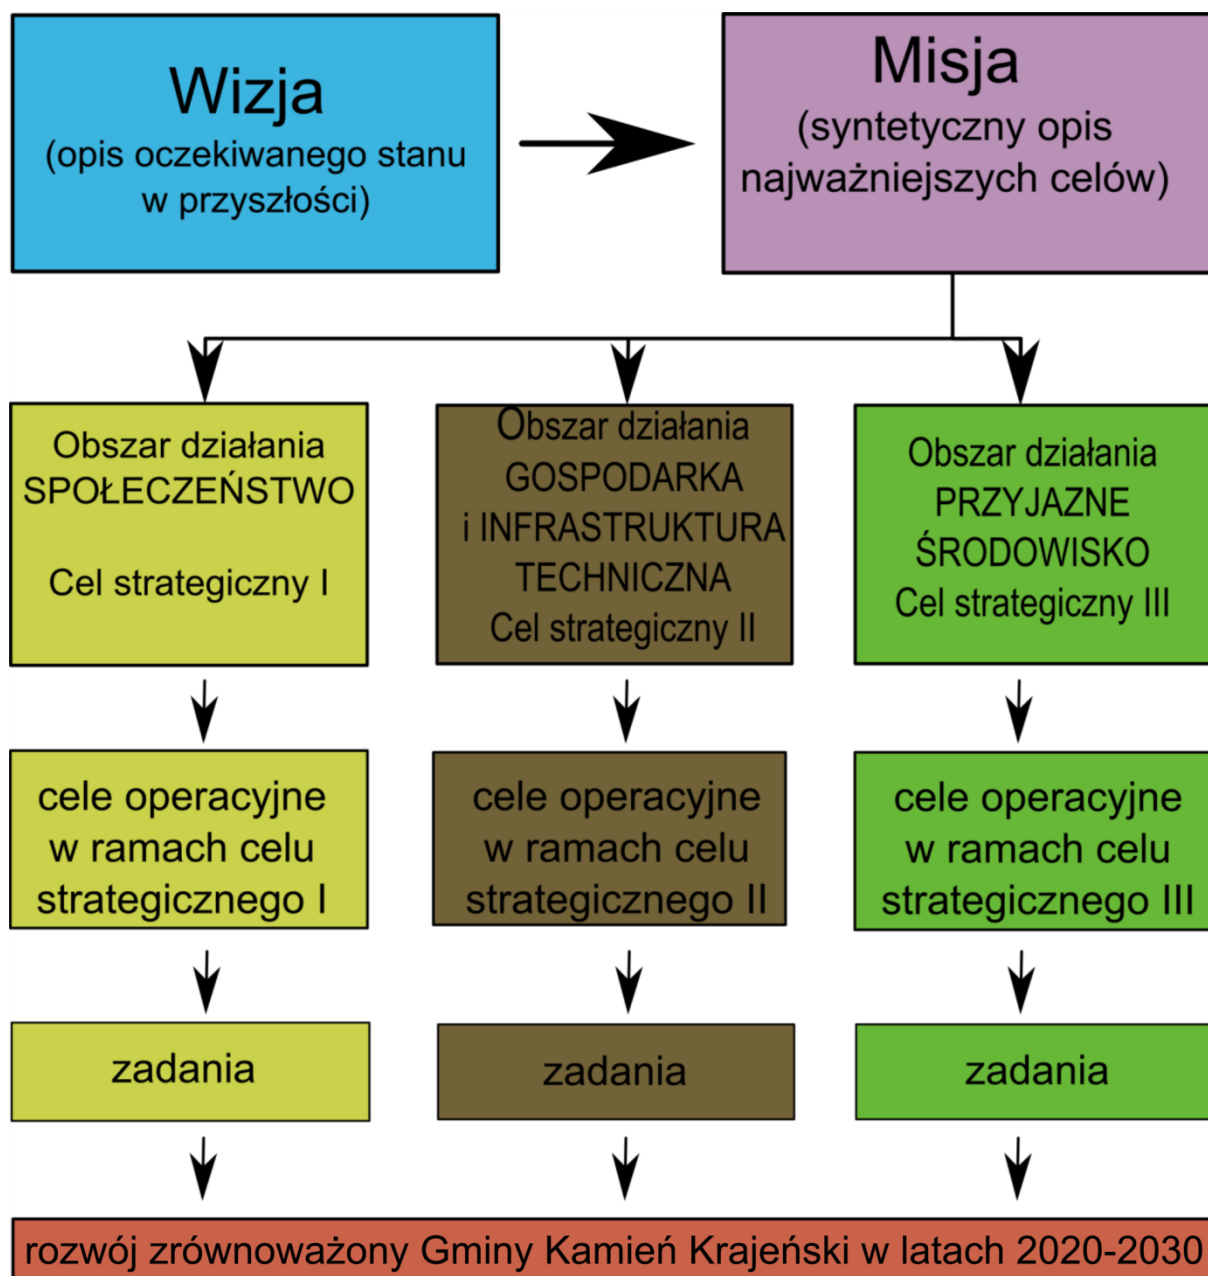 Wizja
(opis oczekiwanego stanu
w przyszłości)
Misja
(syntetyczny opis
najważniejszych celów)
Obszar działania
SPOŁECZEŃSTWO
Cel strategiczny I
Obszar działania
GOSPODARKA
i INFRASTRUKTURA
TECHNICZNA
Cel strategiczny II
Obszar działania
PRZYJAZNE
ŚRODOWISKO
Cel strategiczny III
cele operacyjne
w ramach celu
strategicznego I
cele operacyjne
w ramach celu
strategicznego II
cele operacyjne
w ramach celu
strategicznego III
zadania
zadania
zadania
rozwój zrównoważony Gminy Kamień Krajeński w latach 2020-2030